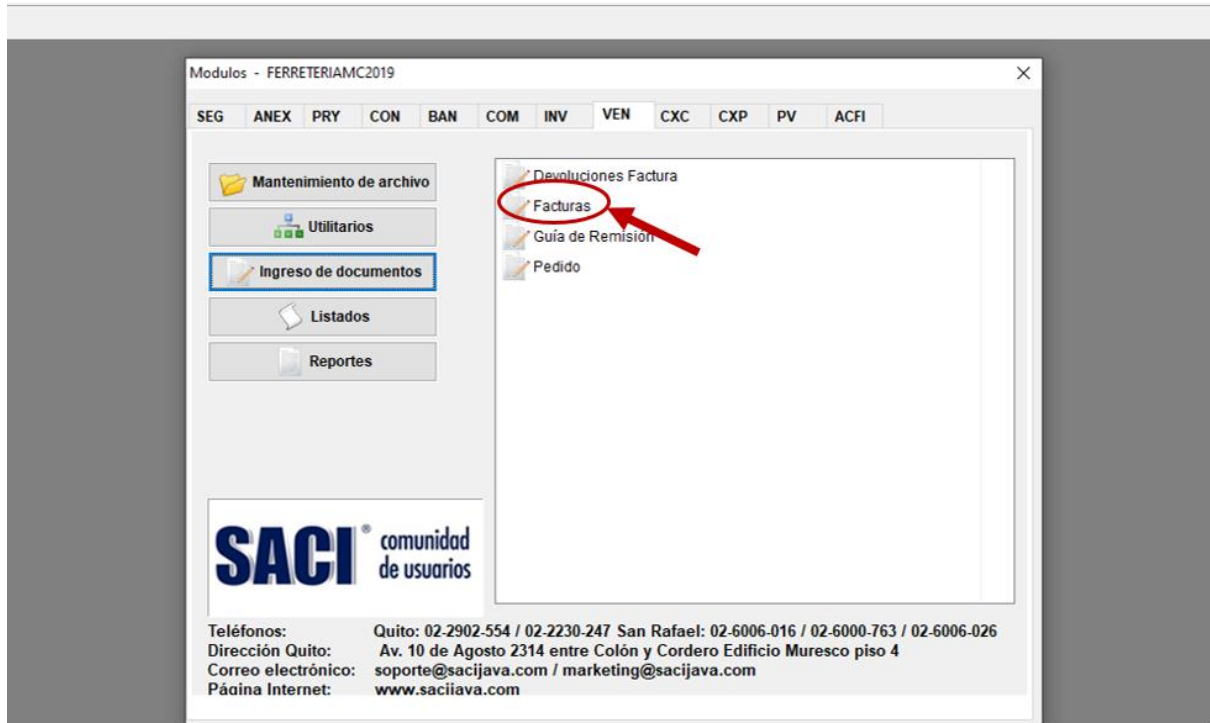 Modulos - FERRETERIAMC2019
SEG ANEX PRY CON BAN COM INV VEN CXC CXP PV ACFI
Mantenimiento de archivo
Utilitarios
Ingreso de documentos
Listados
Reportes
Devoluciones Factura
Facturas
Guía de Remisión
Pedido
SACI® comunidad
de usuarios
Teléfonos: Quito: 02-2902-554 / 02-2230-247 San Rafael: 02-6006-016 / 02-6000-763 / 02-6006-026
Dirección Quito: Av. 10 de Agosto 2314 entre Colón y Cordero Edificio Muresco piso 4
Correo electrónico: soporte@sacijava.com / marketing@sacijava.com
Página Internet: www.sacijava.com